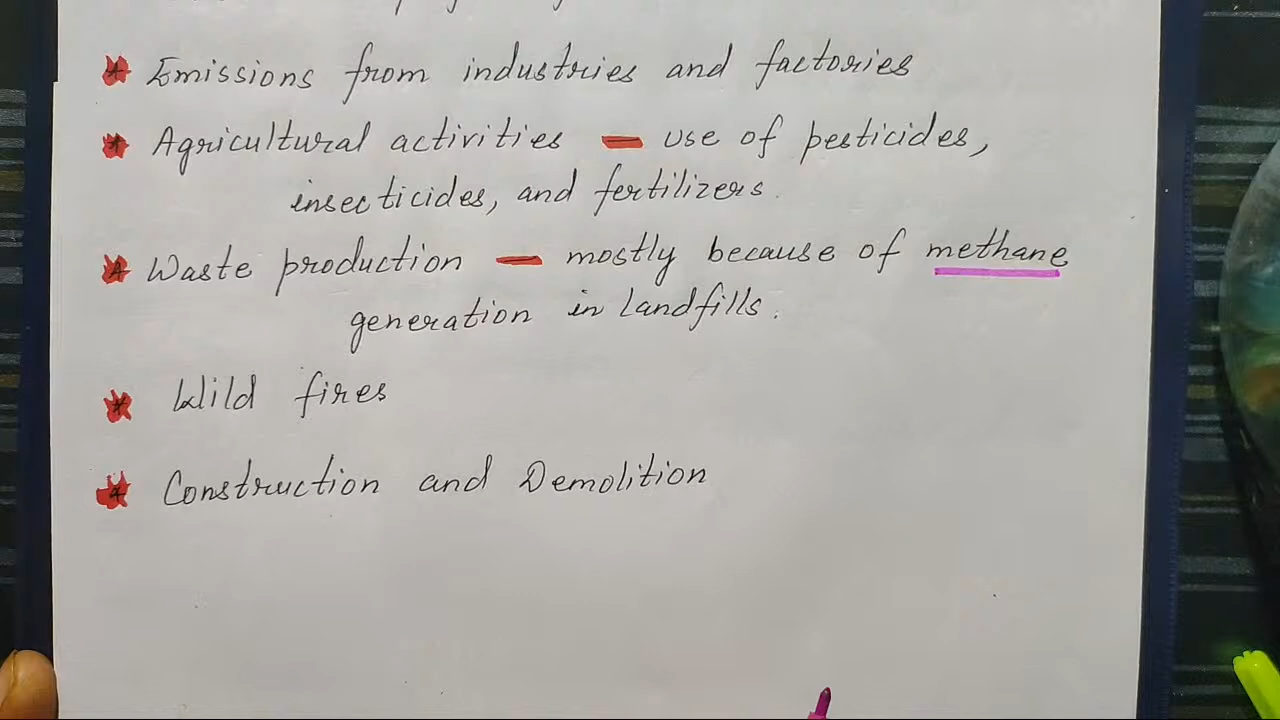 Emissions from industries and factories
Agricultural activities - use of pesticides,
insecticides, and fertilizers.
Waste production - mostly because of methane
generation in landfills.
Wild fires
Construction and Demolition